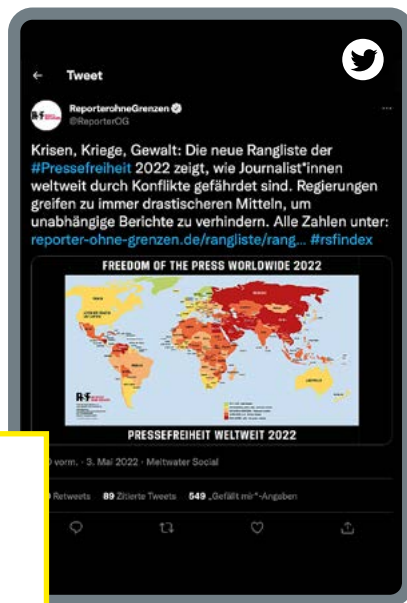 Tweet
ReporterohneGrenzen
@ReporterOG
Krisen, Kriege, Gewalt: Die neue Rangliste der
#Pressefreiheit 2022 zeigt, wie Journalist*innen
weltweit durch Konflikte gefährdet sind. Regierungen
greifen zu immer drastischeren Mitteln, um
unabhängige Berichte zu verhindern. Alle Zahlen unter:
reporter-ohne-grenzen.de/rangliste/rang... #rsfindex
FREEDOM OF THE PRESS WORLDWIDE 2022
RSF
PRESSEFREIHEIT WELTWEIT 2022
vorm. · 3. Mai 2022 · Meltwater Social
Retweets 89 Zitierte Tweets 549 „Gefällt mir“-Angaben